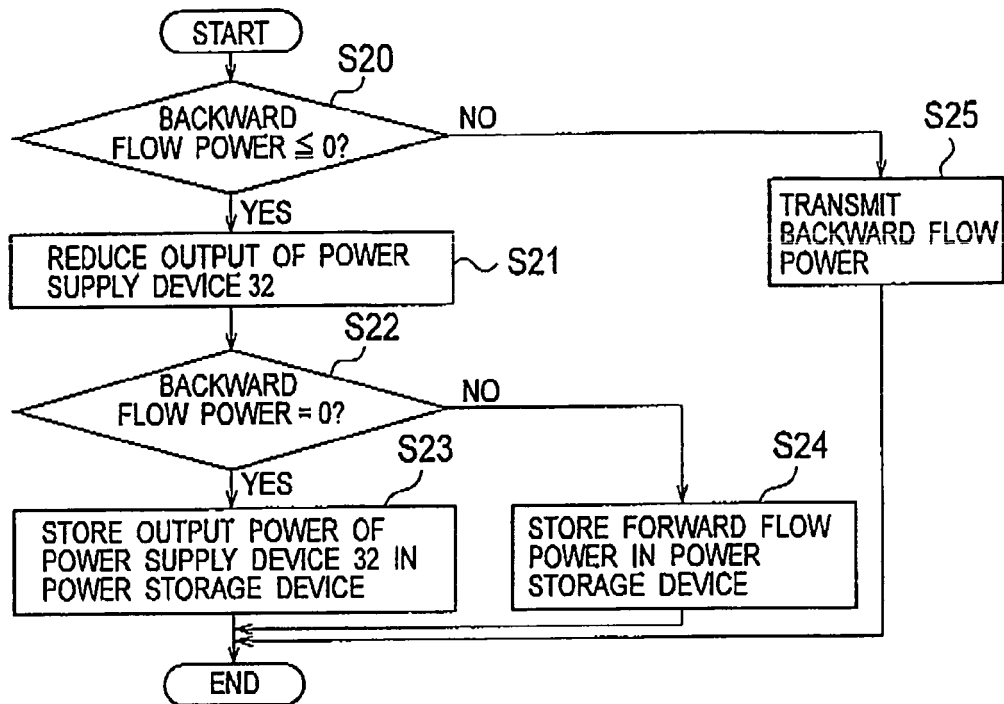 START
S20
BACKWARD
FLOW POWER ≦ 0?
NO
S25
TRANSMIT
BACKWARD FLOW
POWER
YES
REDUCE OUTPUT OF POWER
SUPPLY DEVICE 32
S21
S22
BACKWARD
FLOW POWER = 0?
NO
S23
S24
YES
STORE OUTPUT POWER OF
POWER SUPPLY DEVICE 32 IN
POWER STORAGE DEVICE
STORE FORWARD FLOW
POWER IN POWER
STORAGE DEVICE
END